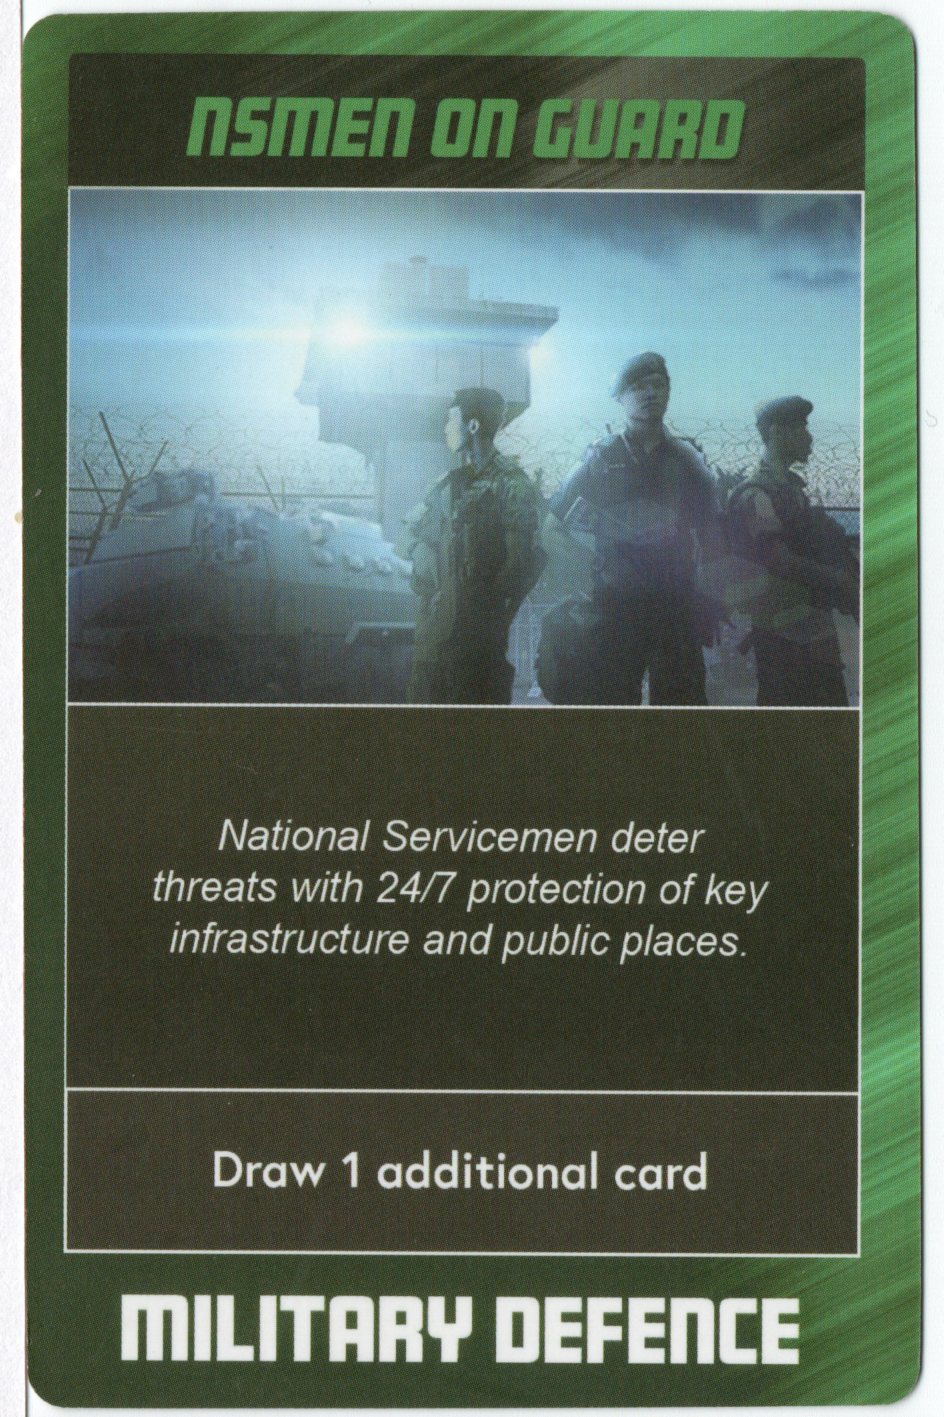 NSMEN ON GUARD
National Servicemen deter
threats with 24/7 protection of key
infrastructure and public places.
Draw 1 additional card
MILITARY DEFENCE